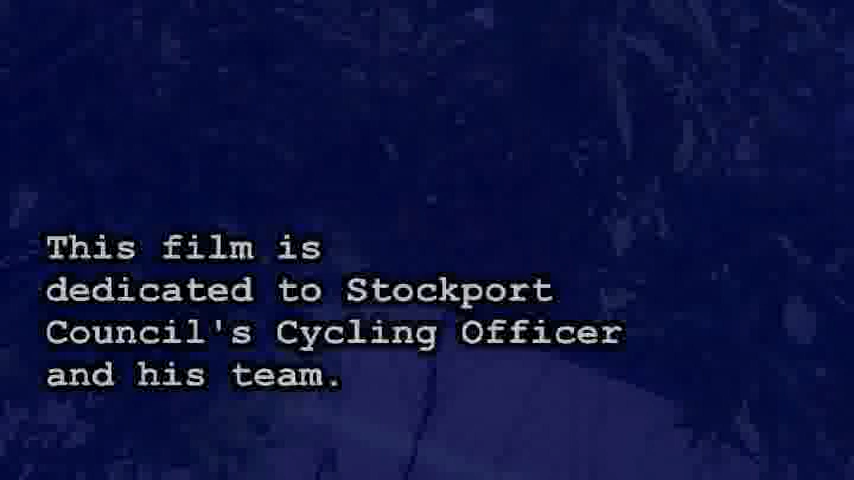 This film is
dedicated to Stockport
Council's Cycling Officer
and his team.